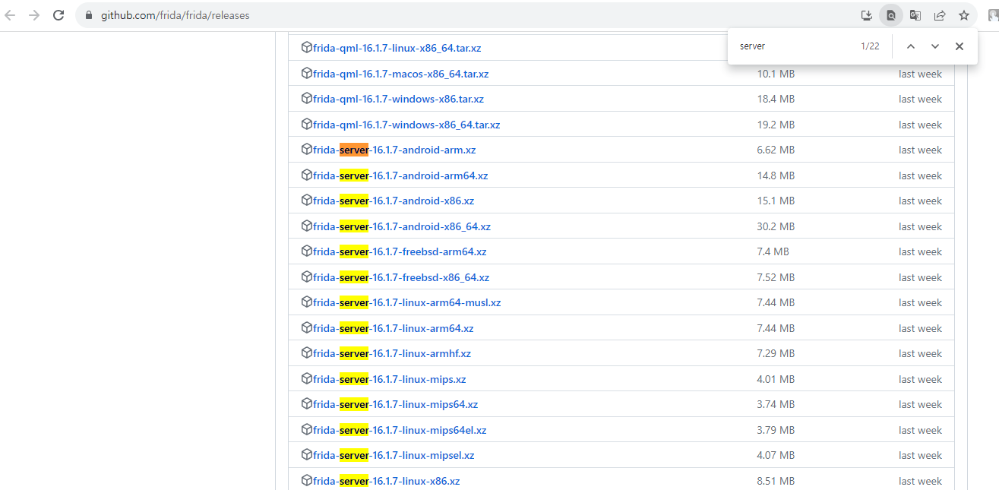 github.com/frida/frida/releases
server 1/22
frida-qml-16.1.7-linux-x86_64.tar.xz
frida-qml-16.1.7-macos-x86_64.tar.xz 10.1 MB last week
frida-qml-16.1.7-windows-x86.tar.xz 18.4 MB last week
frida-qml-16.1.7-windows-x86_64.tar.xz 19.2 MB last week
frida-server-16.1.7-android-arm.xz 6.62 MB last week
frida-server-16.1.7-android-arm64.xz 14.8 MB last week
frida-server-16.1.7-android-x86.xz 15.1 MB last week
frida-server-16.1.7-android-x86_64.xz 30.2 MB last week
frida-server-16.1.7-freebsd-arm64.xz 7.4 MB last week
frida-server-16.1.7-freebsd-x86_64.xz 7.52 MB last week
frida-server-16.1.7-linux-arm64-musl.xz 7.44 MB last week
frida-server-16.1.7-linux-arm64.xz 7.44 MB last week
frida-server-16.1.7-linux-armhf.xz 7.29 MB last week
frida-server-16.1.7-linux-mips.xz 4.01 MB last week
frida-server-16.1.7-linux-mips64.xz 3.74 MB last week
frida-server-16.1.7-linux-mips64el.xz 3.79 MB last week
frida-server-16.1.7-linux-mipsel.xz 4.07 MB last week
frida-server-16.1.7-linux-x86.xz 8.51 MB last week